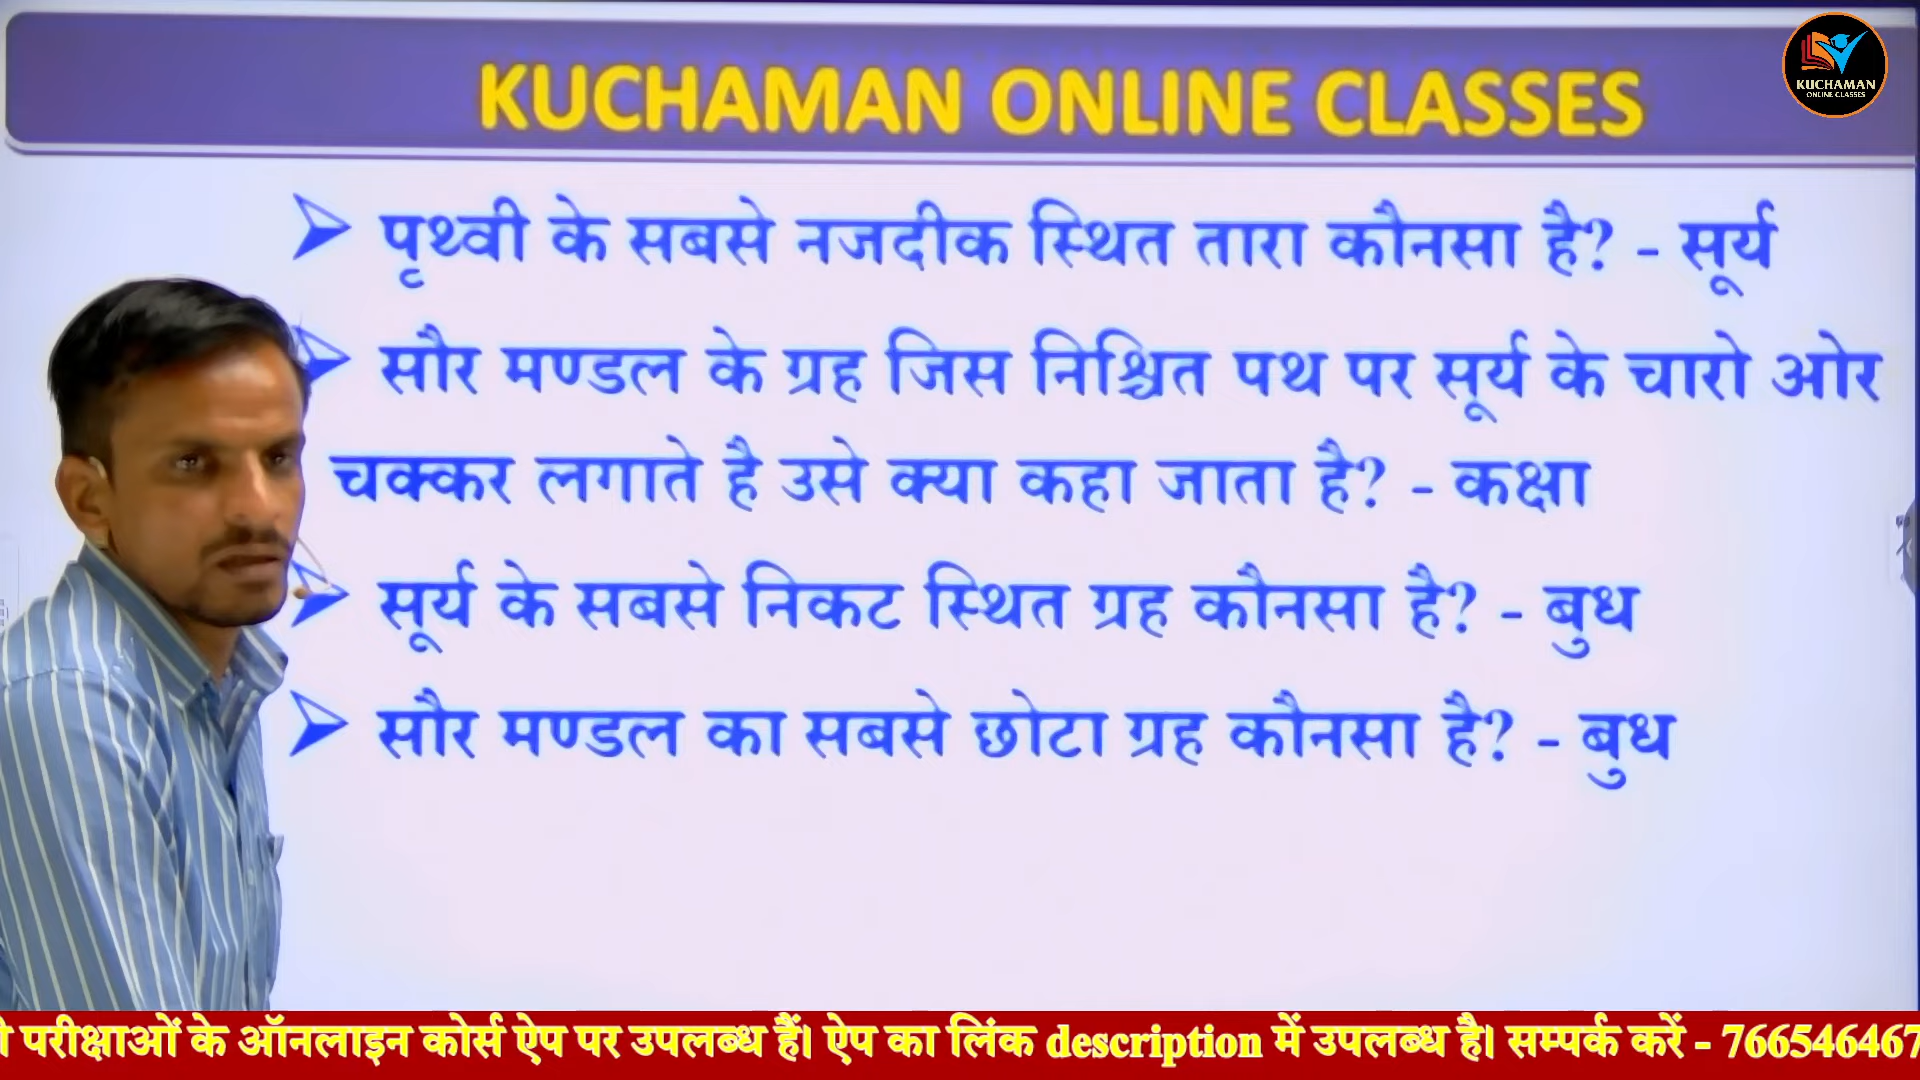 KUCHAMAN ONLINE CLASSES
KUCHAMAN
ONLINE CLASSES
पृथ्वी के सबसे नजदीक स्थित तारा कौनसा है? - सूर्य
सौर मण्डल के ग्रह जिस निश्चित पथ पर सूर्य के चारो ओर
चक्कर लगाते है उसे क्या कहा जाता है? - कक्षा
सूर्य के सबसे निकट स्थित ग्रह कौनसा है? - बुध
सौर मण्डल का सबसे छोटा ग्रह कौनसा है? - बुध
परीक्षाओं के ऑनलाइन कोर्स ऐप पर उपलब्ध हैं। ऐप का लिंक description में उपलब्ध है। सम्पर्क करें - 766546467